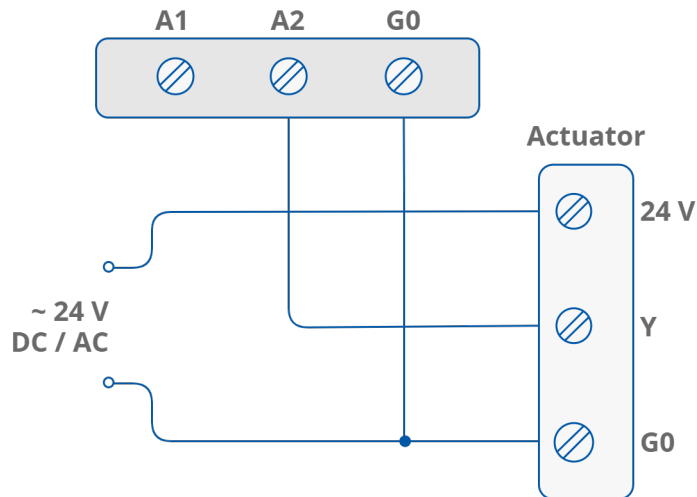 A1 A2 G0
Actuator
24 V
~ 24 V
DC / AC
Y
G0